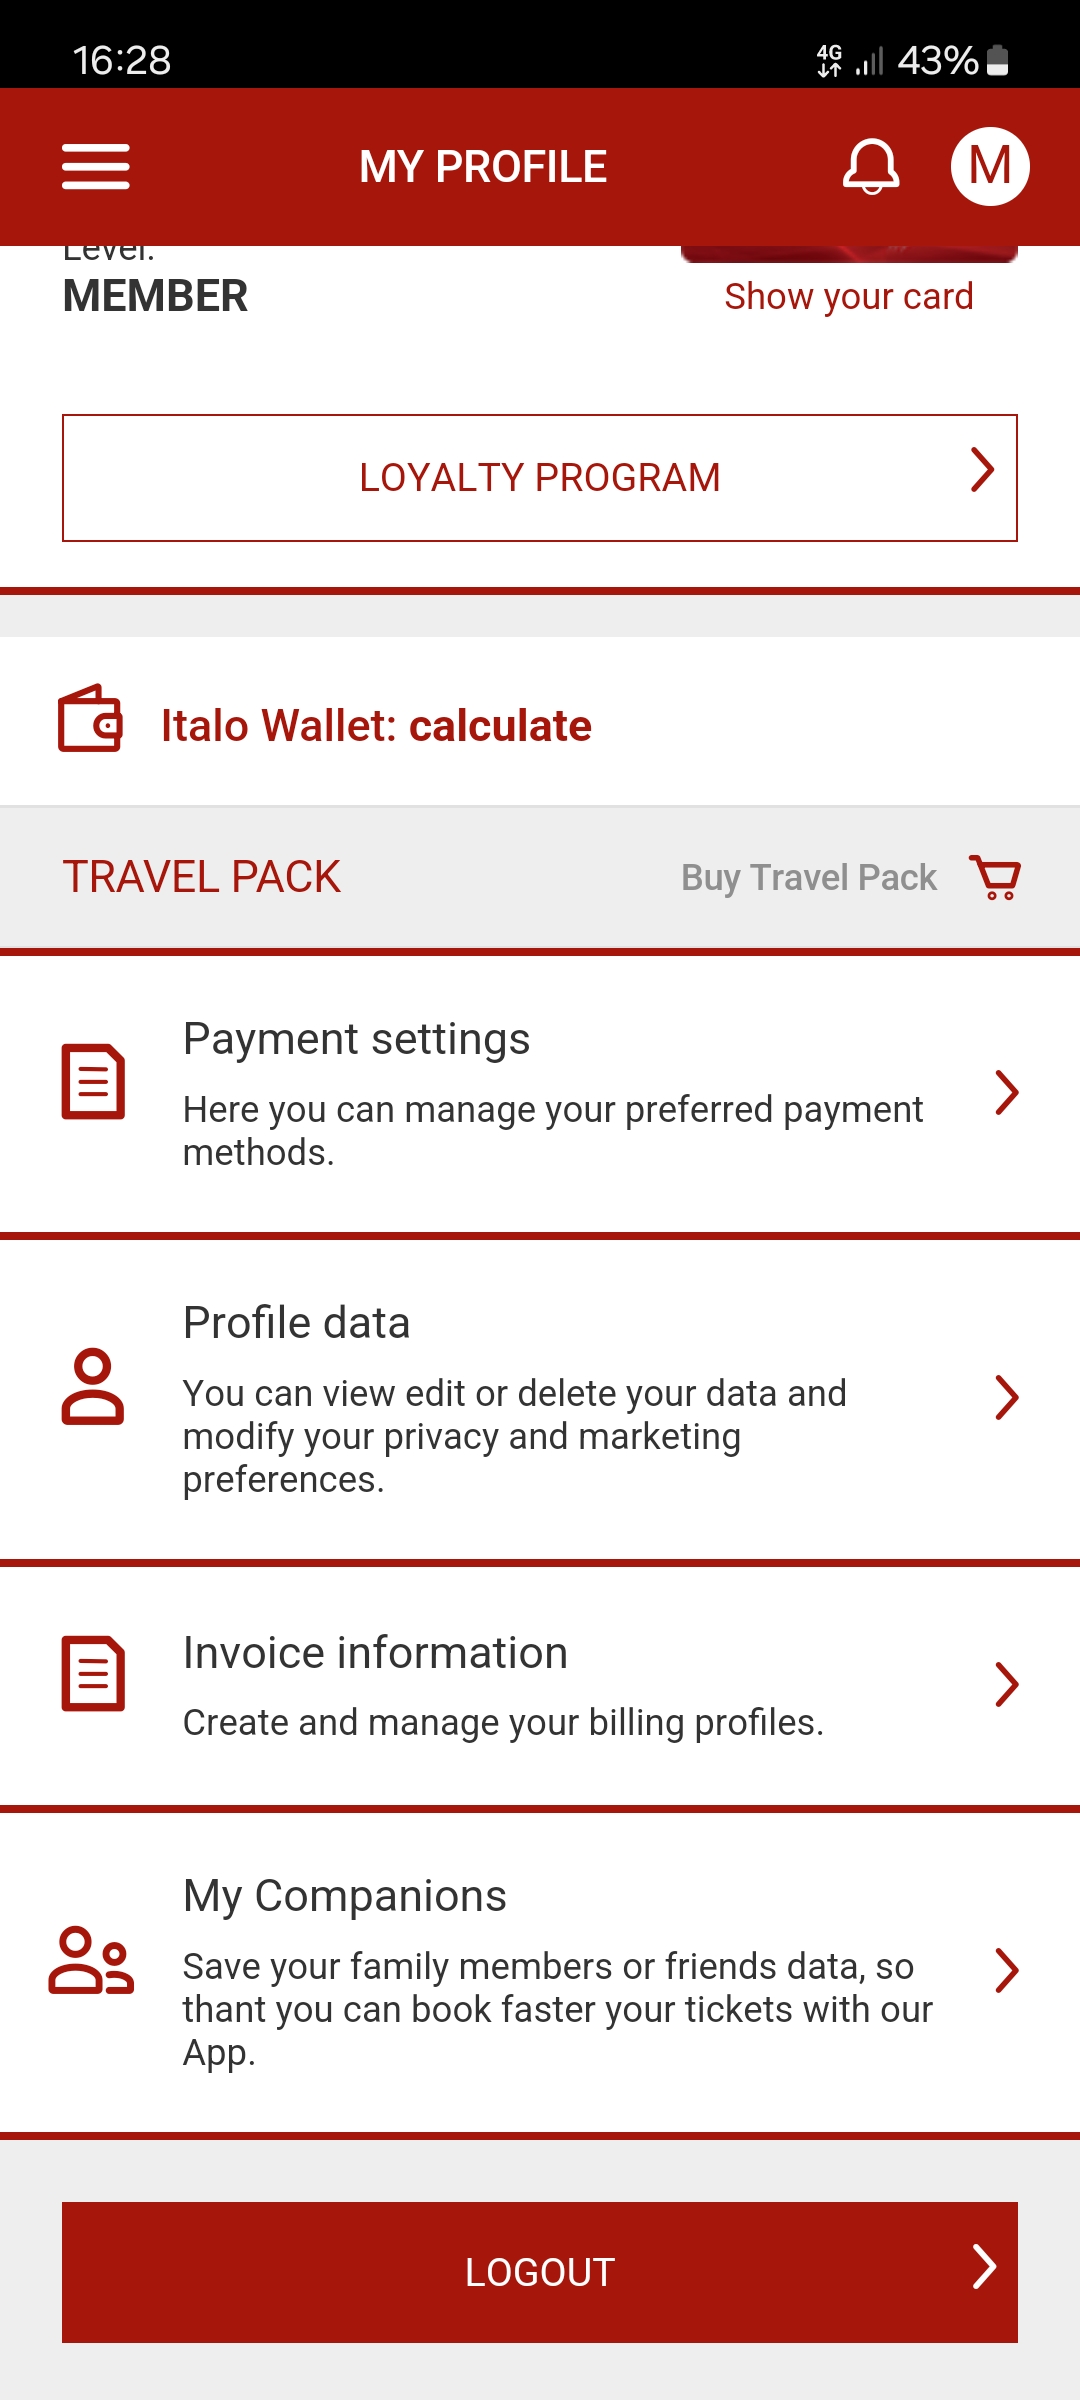 16:28
4G 43%
MY PROFILE
M
Level:
MEMBER
Show your card
LOYALTY PROGRAM
Italo Wallet: calculate
TRAVEL PACK
Buy Travel Pack
Payment settings
Here you can manage your preferred payment
methods.
Profile data
You can view edit or delete your data and
modify your privacy and marketing
preferences.
Invoice information
Create and manage your billing profiles.
My Companions
Save your family members or friends data, so
thant you can book faster your tickets with our
App.
LOGOUT